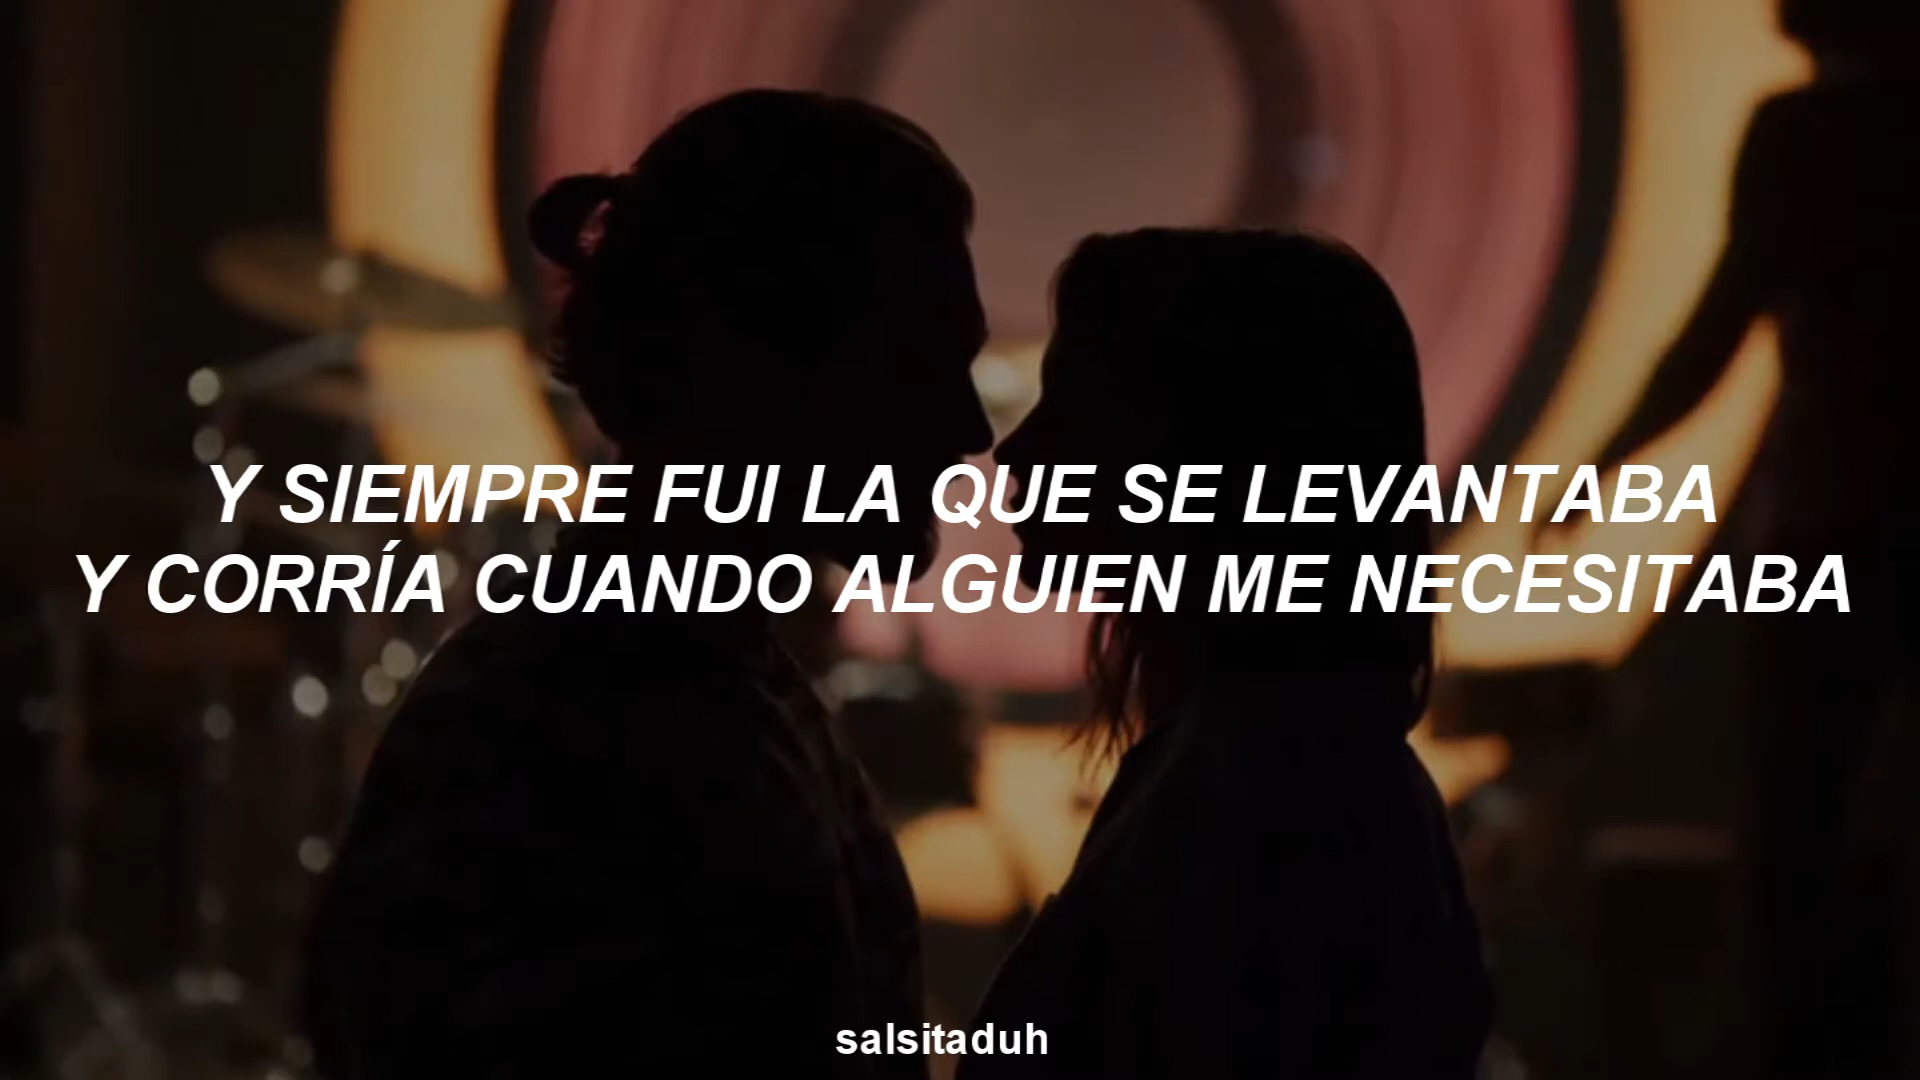 Y SIEMPRE FUI LA QUE SE LEVANTABA
Y CORRÍA CUANDO ALGUIEN ME NECESITABA
salsitaduh